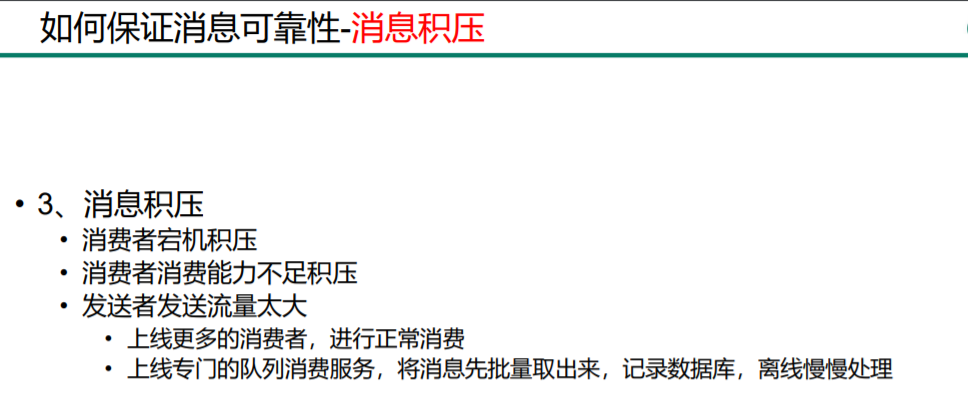 如何保证消息可靠性-消息积压
• 3、消息积压
• 消费者宕机积压
• 消费者消费能力不足积压
• 发送者发送流量太大
• 上线更多的消费者，进行正常消费
• 上线专门的队列消费服务，将消息先批量取出来，记录数据库，离线慢慢处理